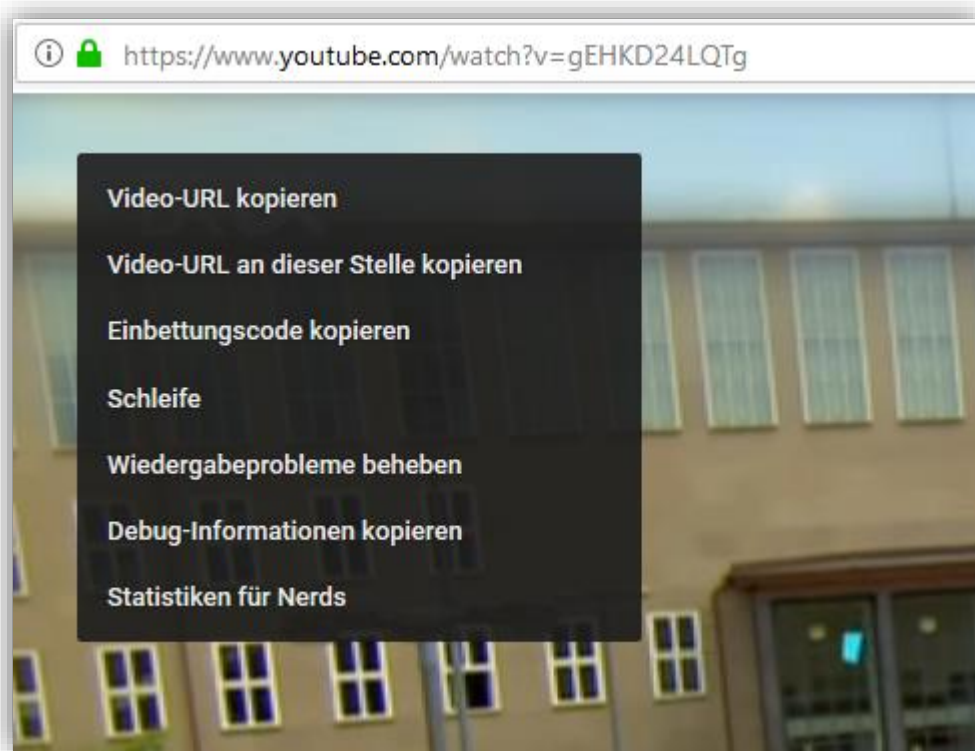 https://www.youtube.com/watch?v=gEHKD24LQTg
Video-URL kopieren
Video-URL an dieser Stelle kopieren
Einbettungscode kopieren
Schleife
Wiedergabeprobleme beheben
Debug-Informationen kopieren
Statistiken für Nerds